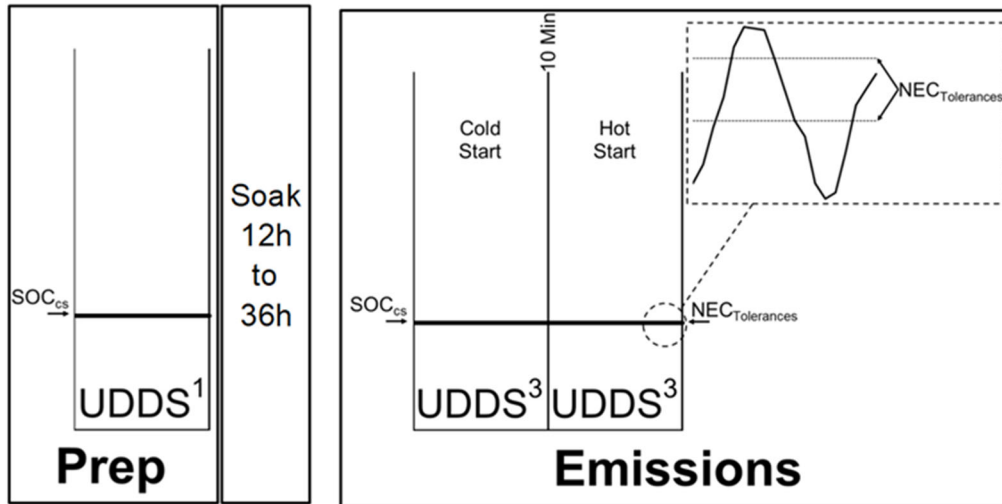 SOCcs
UDDS1
Prep
Soak
12h
to
36h
10 Min
Cold
Start
Hot
Start
SOCcs
NECTolerances
UDDS3
UDDS3
Emissions
NECTolerances